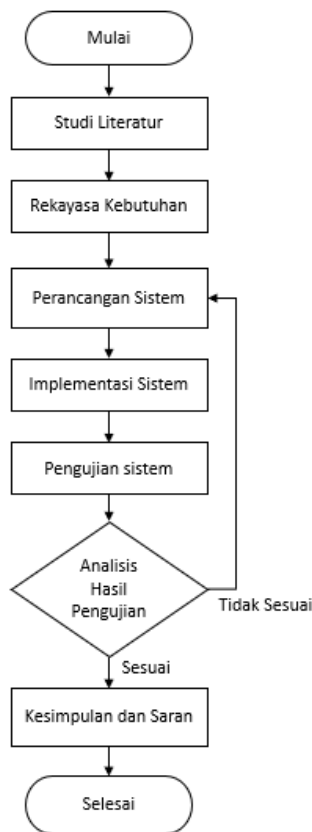 Mulai
Studi Literatur
Rekayasa Kebutuhan
Perancangan Sistem
Implementasi Sistem
Pengujian sistem
Analisis
Hasil
Pengujian
Tidak Sesuai
Sesuai
Kesimpulan dan Saran
Selesai